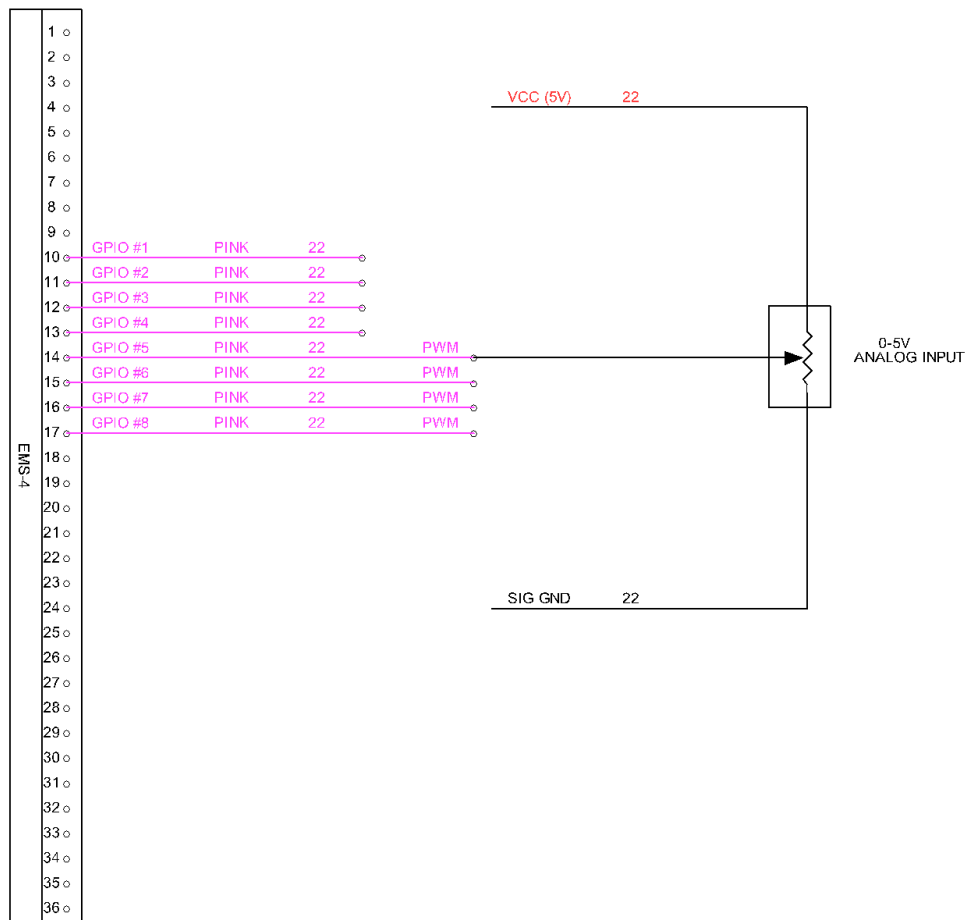 1
2
3
VCC (5V) 22
4
5
6
7
8
9
GPIO #1 PINK 22
10
GPIO #2 PINK 22
11
GPIO #3 PINK 22
12
GPIO #4 PINK 22
13
GPIO #5 PINK 22 PWM
0-5V
14
ANALOG INPUT
GPIO #6 PINK 22
15
GPIO #7 PINK 22 PWM
16
GPIO #8 PINK 22 PWM
17
EMS-4
18
19
20
21
22
23
SIG GND 22
24
25
26
27
28
29
30
31
32
33
34
35
36